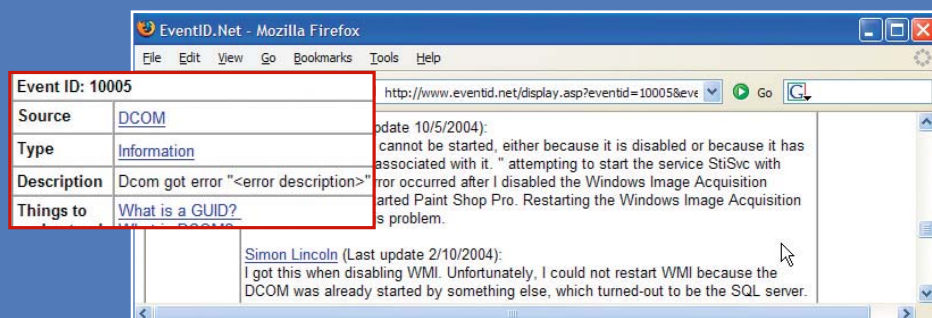 EventID.Net - Mozilla Firefox
File Edit View Go Bookmarks Tools Help
http://www.eventid.net/display.asp?eventid=10005&eve Go
Event ID: 10005
Source DCOM
Type Information
Description Dcom got error "<error description>"
Things to What is a GUID?
What is DCOM?
date 10/5/2004):
cannot be started, either because it is disabled or because it has
associated with it. " attempting to start the service StiSvc with
ror occurred after I disabled the Windows Image Acquisition
arted Paint Shop Pro. Restarting the Windows Image Acquisition
s problem.
Simon Lincoln (Last update 2/10/2004):
I got this when disabling WMI. Unfortunately, I could not restart WMI because the
DCOM was already started by something else, which turned-out to be the SQL server.